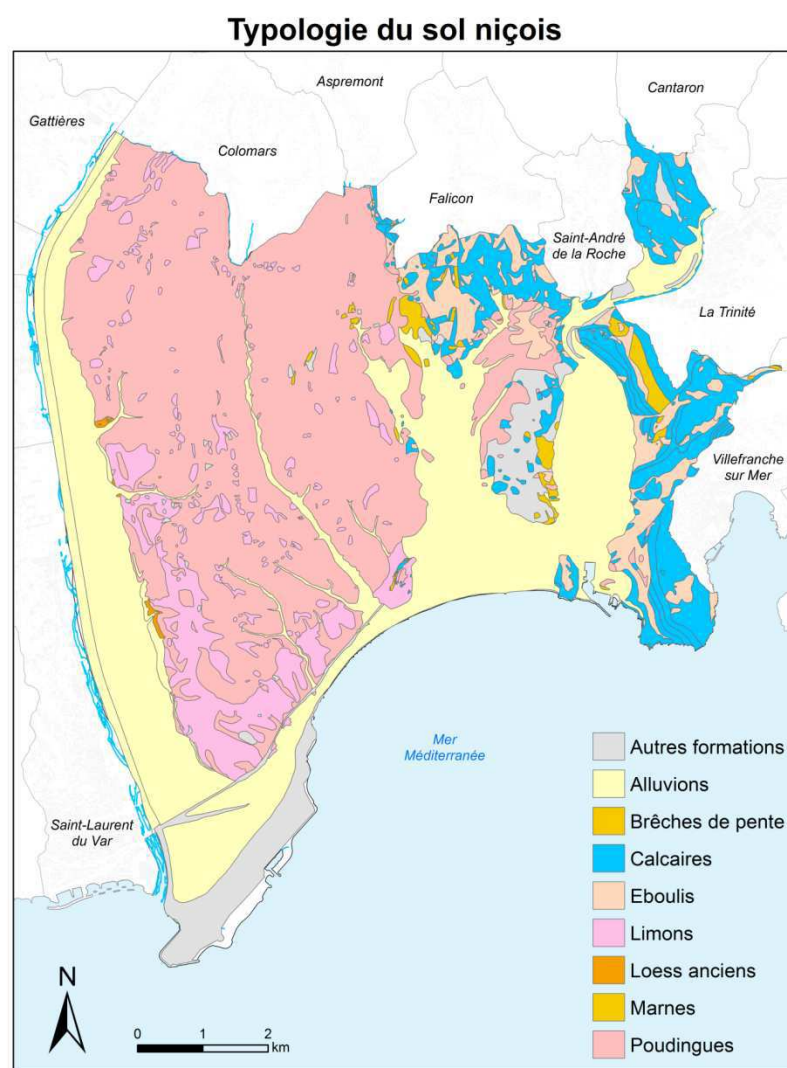 Typologie du sol niçois
Aspremont
Cantaron
Gattières
Colomars
Falicon
Saint-André
de la Roche
La Trinité
Villefranche
sur Mer
Mer
Méditerranée
Saint-Laurent
du Var
Autres formations
Alluvions
Brêches de pente
Calcaires
Eboulis
Limons
Loess anciens
Marnes
Poudingues
N
0 1 2
km